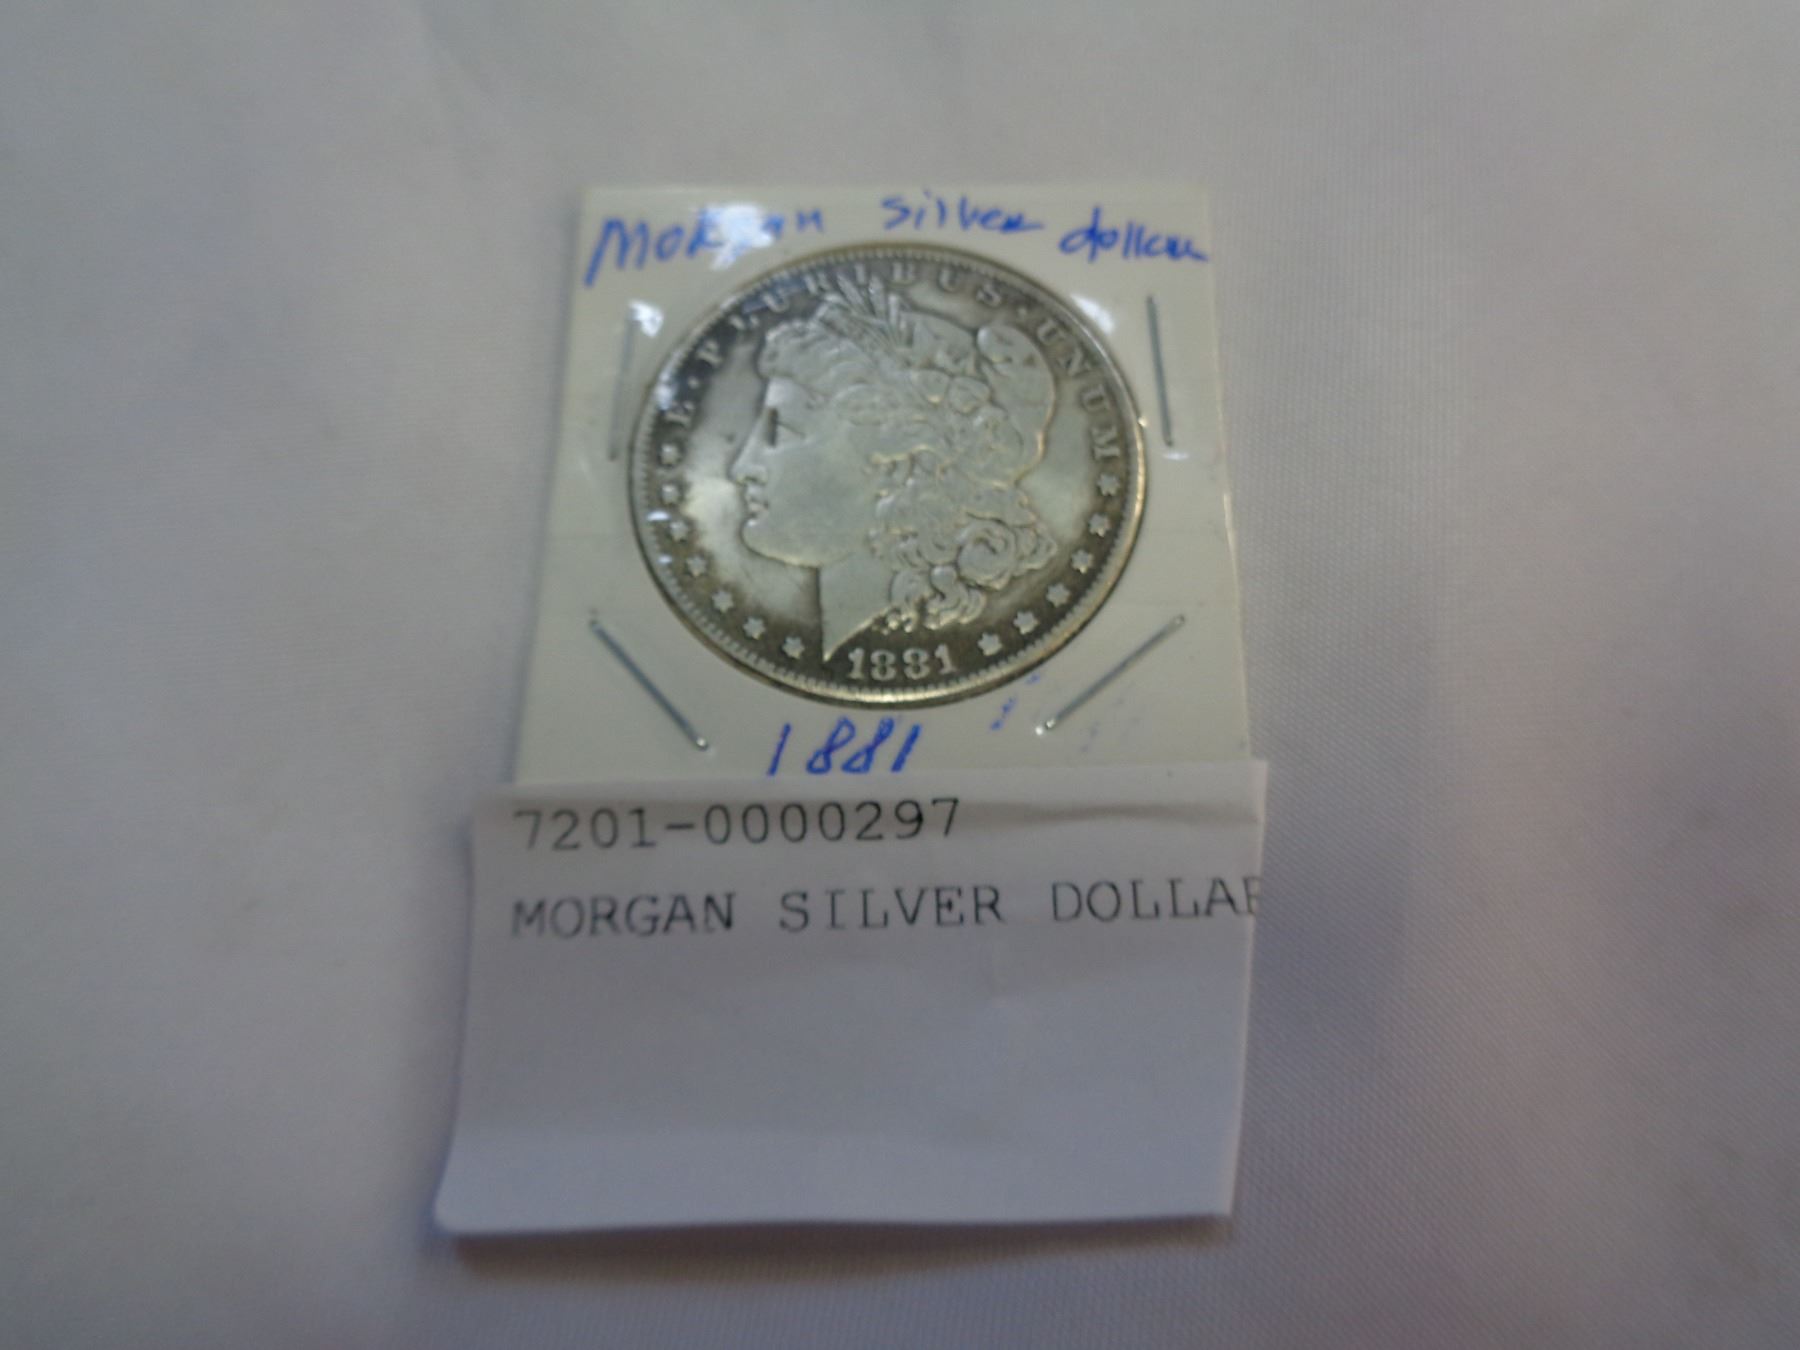 Morgan silver dollar
E · PLURIBUS · UNUM
1881
1881
7201-0000297
MORGAN SILVER DOLLAR